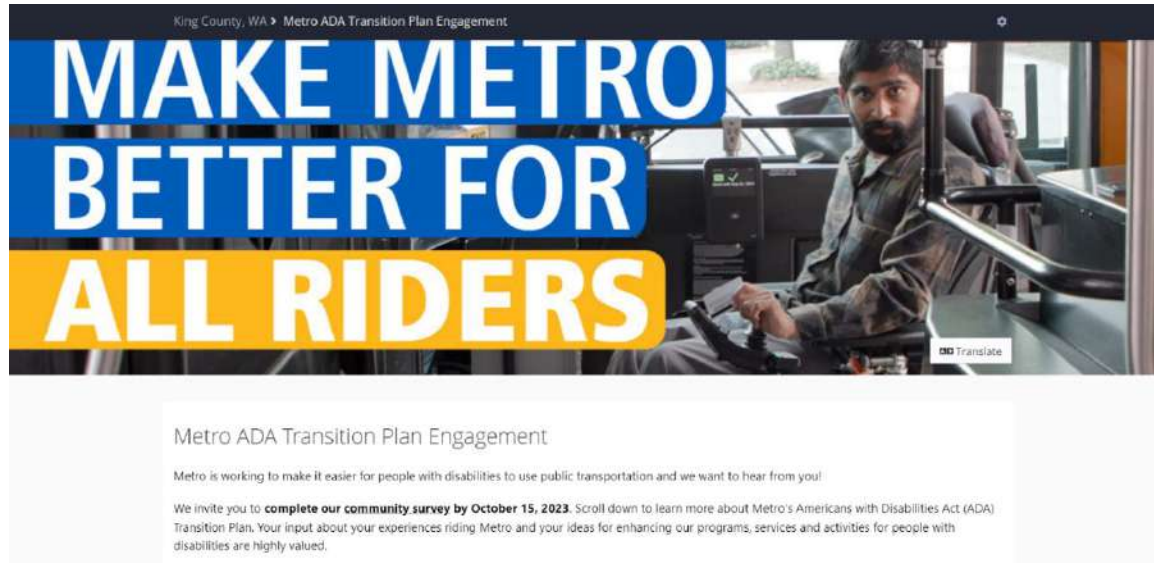 King County, WA > Metro ADA Transition Plan Engagement
MAKE METRO
BETTER FOR
ALL RIDERS
Translate
Metro ADA Transition Plan Engagement
Metro is working to make it easier for people with disabilities to use public transportation and we want to hear from you!
We invite you to complete our community survey by October 15, 2023. Scroll down to learn more about Metro's Americans with Disabilities Act (ADA)
Transition Plan. Your input about your experiences riding Metro and your ideas for enhancing our programs, services and activities for people with
disabilities are highly valued.